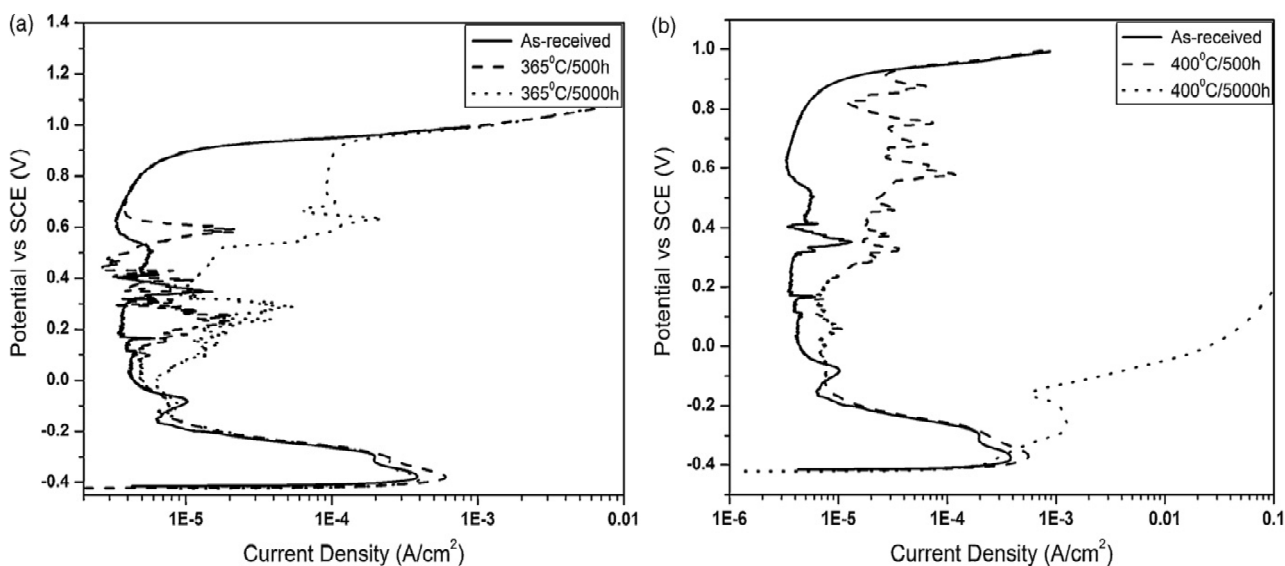 (a)
As-received
365⁰C/500h
365⁰C/5000h
1.4
1.2
1.0
0.8
0.6
0.4
0.2
0.0
-0.2
-0.4
Potential vs SCE (V)
1E-5
1E-4
1E-3
0.01
Current Density (A/cm²)
(b)
As-received
400⁰C/500h
400⁰C/5000h
1.0
0.8
0.6
0.4
0.2
0.0
-0.2
-0.4
Potential vs SCE (V)
1E-6
1E-5
1E-4
1E-3
0.01
0.1
Current Density (A/cm²)